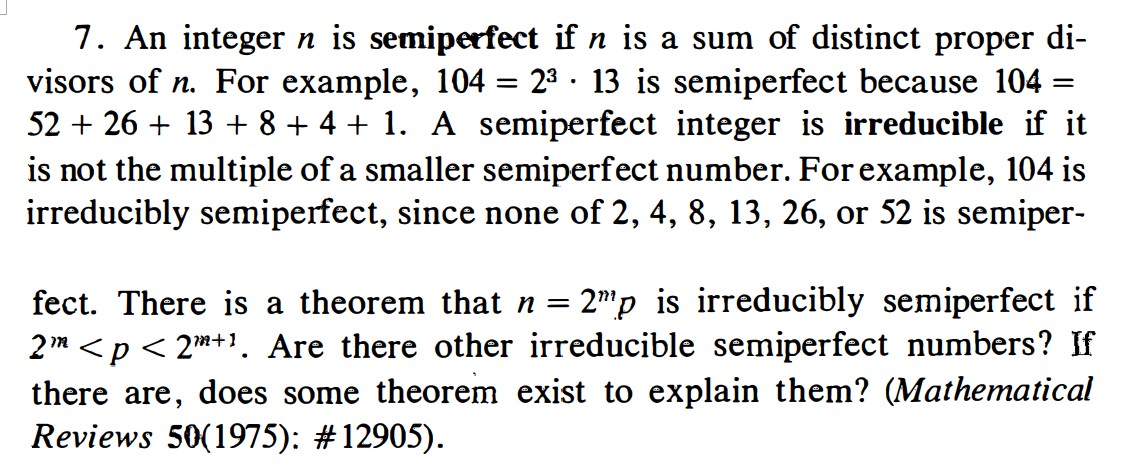 7. An integer n is semiperfect if n is a sum of distinct proper di-
visors of n. For example, 104 = 2³ · 13 is semiperfect because 104 =
52 + 26 + 13 + 8 + 4 + 1. A semiperfect integer is irreducible if it
is not the multiple of a smaller semiperfect number. For example, 104 is
irreducibly semiperfect, since none of 2, 4, 8, 13, 26, or 52 is semiper-
fect. There is a theorem that n = 2ᵐp is irreducibly semiperfect if
2ᵐ < p < 2ᵐ⁺¹. Are there other irreducible semiperfect numbers? If
there are, does some theorem exist to explain them? (Mathematical
Reviews 50(1975): #12905).